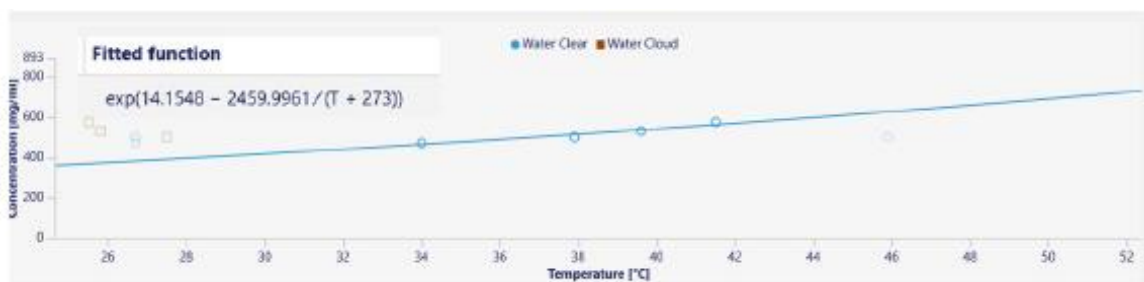 Fitted function
exp(14.1548 − 2459.9961/(T + 273))
Water Clear Water Cloud
Concentration [mg/ml]
893
800
600
400
200
0
26 28 30 32 34 36 38 40 42 44 46 48 50 52
Temperature [°C]